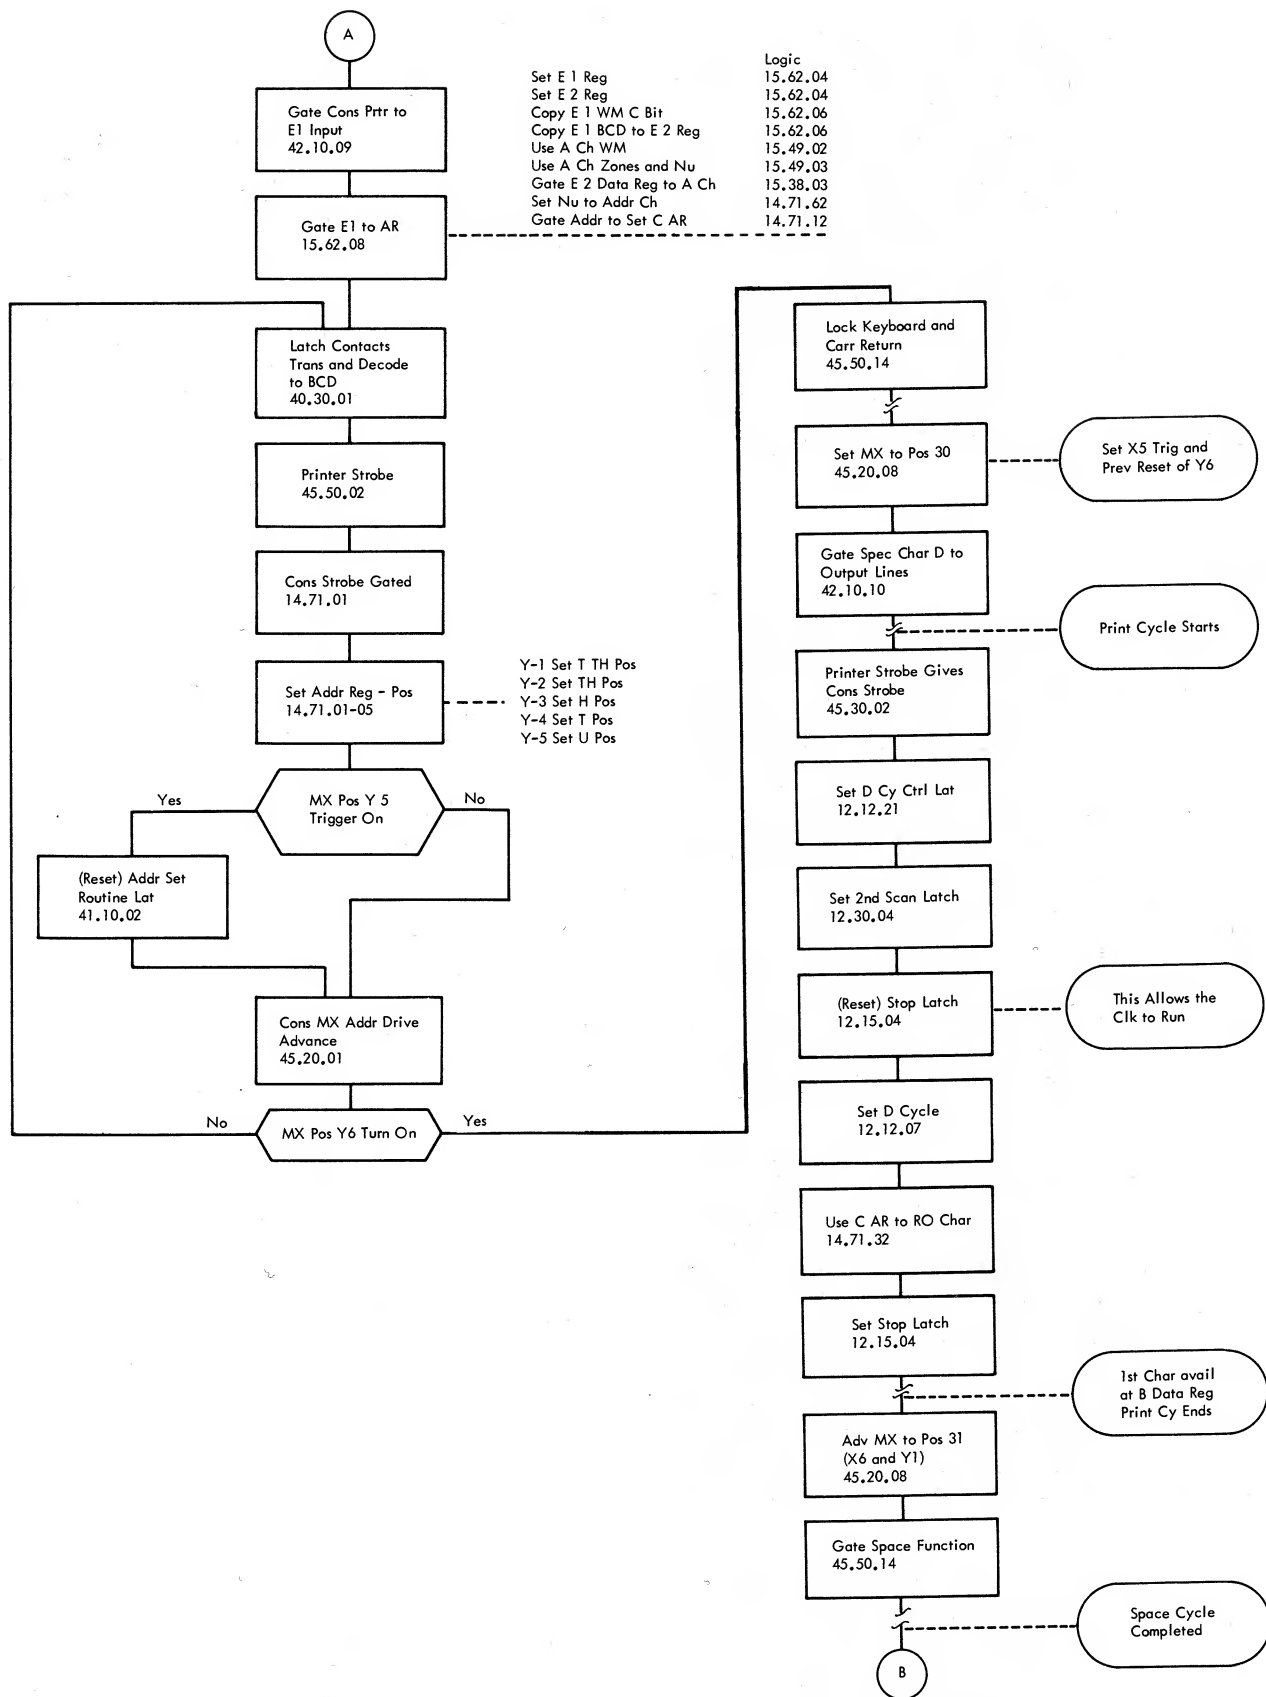 A
Gate Cons Prtr to
E1 Input
42.10.09
Logic
Set E 1 Reg 15.62.04
Set E 2 Reg 15.62.04
Copy E 1 WM C Bit 15.62.06
Copy E 1 BCD to E 2 Reg 15.62.06
Use A Ch WM 15.49.02
Use A Ch Zones and Nu 15.49.03
Gate E 2 Data Reg to A Ch 15.38.03
Set Nu to Addr Ch 14.71.62
Gate Addr to Set C AR 14.71.12
Gate E1 to AR
15.62.08
Latch Contacts
Trans and Decode
to BCD
40.30.01
Printer Strobe
45.50.02
Cons Strobe Gated
14.71.01
Set Addr Reg - Pos
14.71.01-05
Y-1 Set T TH Pos
Y-2 Set TH Pos
Y-3 Set H Pos
Y-4 Set T Pos
Y-5 Set U Pos
MX Pos Y 5
Trigger On
Yes
No
(Reset) Addr Set
Routine Lat
41.10.02
Cons MX Addr Drive
Advance
45.20.01
MX Pos Y6 Turn On
No
Yes
Lock Keyboard and
Carr Return
45.50.14
Set MX to Pos 30
45.20.08
Set X5 Trig and
Prev Reset of Y6
Gate Spec Char D to
Output Lines
42.10.10
Print Cycle Starts
Printer Strobe Gives
Cons Strobe
45.30.02
Set D Cy Ctrl Lat
12.12.21
Set 2nd Scan Latch
12.30.04
(Reset) Stop Latch
12.15.04
This Allows the
Clk to Run
Set D Cycle
12.12.07
Use C AR to RO Char
14.71.32
Set Stop Latch
12.15.04
1st Char avail
at B Data Reg
Print Cy Ends
Adv MX to Pos 31
(X6 and Y1)
45.20.08
Gate Space Function
45.50.14
Space Cycle
Completed
B